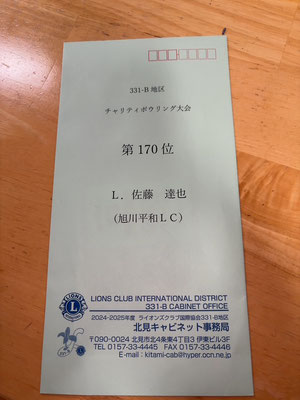 331-B 地区
チャリティボウリング大会
第170位
L．佐藤 達也
（旭川平和LC）
LIONS CLUB INTERNATIONAL DISTRICT
331-B CABINET OFFICE
2024-2025年度 ライオンズクラブ国際協会331-B地区
北見キャビネット事務局
〒090-0024 北見市北4条東4丁目3 伊東ビル3F
TEL 0157-33-4445 FAX 0157-33-4446
E-mail : kitami-cab@hyper.ocn.ne.jp